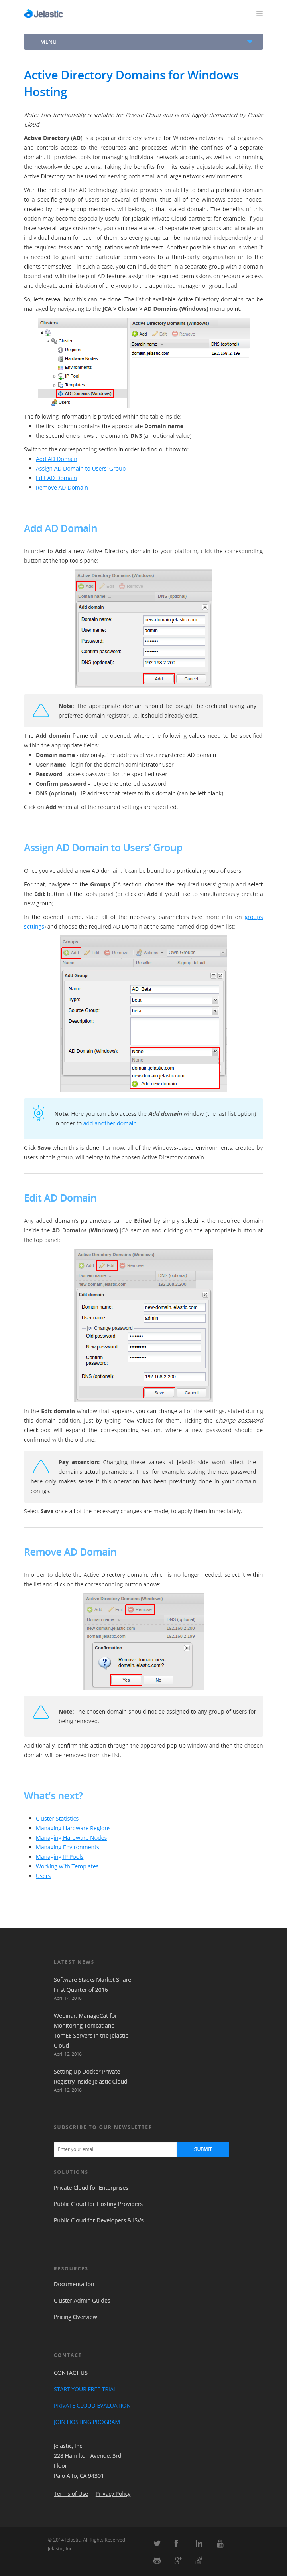 Jelastic
MENU
Active Directory Domains for Windows
Hosting
Note: This functionality is suitable for Private Cloud and is not highly demanded by Public
Cloud
Active Directory (AD) is a popular directory service for Windows networks that organizes
and controls access to the resources and processes within the separate areas of a
domain. It provides tools for managing individual network objects, as well as for running
the network-wide operations. Taking the benefits from an easily adjustable scalability, the
Active Directory can be used for serving both small and large network environments.
With the help of the AD technology, Jelastic provides an ability to bind a particular domain
to a specific group of users (or several of them), thus all of the Windows-based nodes,
created by these group members, will belong to that shared domain. The benefits of this
option may become especially useful for Jelastic Private Cloud partners: for example, if you
have several large customers, you can create a set of separate user groups and attach an
individual domain for each of them, so they would be totally independent and each of
the required tasks and configurations won't interlaced. Another possible situation is if
domain is going to be used by some large organization with a lot of separate profiles or the
clients themselves - in such a case, you can include them in a separate group with a domain
bound and, with the help of AD features, assign the required permissions on resource access
and delegate administration of the group to its own responsive manager or group lead.
So, let's reveal how this can be done. The list of available Active Directory domains can be
managed by navigating to the JCA > Cluster > AD Domains (Windows) menu point:
Clusters
Cluster
Regions
Hardware Nodes
Environments
IP Pool
Templates
AD Domains (Windows)
Users
Active Directory Domains (Windows)
Add Edit Remove
Domain name DNS (optional)
new-domain.jelastic.com 192.168.2.199
The following information is provided within the table inside:
the first column contains the appropriate Domain name
the second one shows the domain's DNS (an optional value)
Switch to the corresponding section in order to find out how to:
Add AD Domain
Assign AD Domain to Users' Group
Edit AD Domain
Remove AD Domain
Add AD Domain
In order to Add a new Active Directory domain to your platform, click the corresponding
button at the top tools pane:
Active Directory Domains (Windows)
Add Edit Remove
Domain name DNS (optional)
Add domain
Domain name: new-domain.jelastic.com
User name: admin
Password:
Confirm password:
DNS (optional): 192.168.2.200
Add Cancel
Note: The appropriate domain should be bought beforehand using any
preferred domain registrar, i.e. it should already exist.
The Add domain frame will be opened, where the following values need to be specified
within the appropriate fields:
Domain name - obviously, the address of your registered AD domain
User name - login for the domain administrator user
Password - access password for the specified user
Confirm password - retype the entered password
DNS (optional) - IP address that refers to this domain (can be left blank)
Click on Add when all of the required settings are specified.
Assign AD Domain to Users' Group
Once you've added a new AD domain, it can be bound to a particular group of users.
For that, navigate to the Groups JCA section, choose the required users' group and select
the Edit button at the tools panel (or click on Add if you'd like to simultaneously create a
new group).
In the opened frame, state all of the necessary parameters (see more info on groups
settings) and choose the required AD Domain at the same-named drop-down list:
Groups
Add Edit Remove Actions Own Groups
Name Reseller Signup default
Add Group
Name: AD_Beta
Type: beta
Source Group: beta
Description:
AD Domain (Windows): None
None
domain.jelastic.com
new-domain.jelastic.com
Add new domain
Note: Here you can also access the Add domain window (the last list option)
in order to add another domain.
Click Save when this is done. For now, all of the Windows-based environments, created by
users of this group, will belong to the chosen Active Directory domain.
Edit AD Domain
Any added domain's parameters can be Edited by simply selecting the required domain
inside the AD Domains (Windows) JCA section and clicking on the appropriate button at
the top panel:
Active Directory Domains (Windows)
Add Edit Remove
Domain name DNS (optional)
new-domain.jelastic.com 192.168.2.200
Edit domain
Domain name: new-domain.jelastic.com
User name: admin
Change password
Old password:
New password:
Confirm
password:
DNS (optional): 192.168.2.200
Save Cancel
In the Edit domain window that appears, you can change all of the settings, stated during
this domain addition, just by typing new values for them. Ticking the Change password
check-box will expand the corresponding section, where a new password should be
confirmed with the old one.
Pay attention: Changing these values at Jelastic side won't affect the
domain's actual parameters. Thus, for example, stating the new password
here only makes sense if this operation has been previously done in your domain
configs.
Select Save once all of the necessary changes are made, to apply them immediately.
Remove AD Domain
In order to delete the Active Directory domain, which is no longer needed, select it within
the list and click on the corresponding button above:
Active Directory Domains (Windows)
Add Edit Remove
Domain name DNS (optional)
new-domain.jelastic.com 192.168.2.200
domain.jelastic.com 192.168.2.199
Confirmation
Remove domain 'new-
domain.jelastic.com'?
Yes No
Note: The chosen domain should not be assigned to any group of users for
being removed.
Additionally, confirm this action through the appeared pop-up window and then the chosen
domain will be removed from the list.
What's next?
Cluster Statistics
Managing Hardware Regions
Managing Hardware Nodes
Managing Environments
Managing IP Pools
Working with Templates
Users
LATEST NEWS
Software Stacks Market Share:
First Quarter of 2016
April 14, 2016
Webinar: ManageCat for
Monitoring Tomcat and
TomEE Servers in the Jelastic
Cloud
April 12, 2016
Setting Up Docker Private
Registry inside Jelastic Cloud
April 12, 2016
SUBSCRIBE TO OUR NEWSLETTER
Enter your email SUBMIT
SOLUTIONS
Private Cloud for Enterprises
Public Cloud for Hosting Providers
Public Cloud for Developers & ISVs
RESOURCES
Documentation
Cluster Admin Guides
Pricing Overview
CONTACT
CONTACT US
START YOUR FREE TRIAL
PRIVATE CLOUD EVALUATION
JOIN HOSTING PROGRAM
Jelastic, Inc.
228 Hamilton Avenue, 3rd
Floor
Palo Alto, CA 94301
Terms of Use Privacy Policy
© 2014 Jelastic. All Rights Reserved.
Jelastic, Inc.